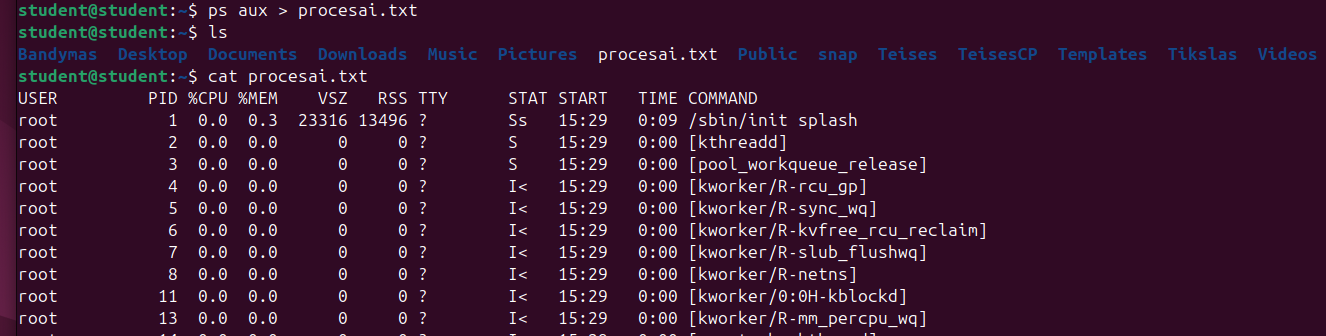 student@student:~$ ps aux > procesai.txt
student@student:~$ ls
Bandymas  Desktop  Documents  Downloads  Music  Pictures  procesai.txt  Public  snap  Teises  TeisesCP  Templates  Tikslas  Videos
student@student:~$ cat procesai.txt
USER         PID %CPU %MEM    VSZ   RSS TTY      STAT START   TIME COMMAND
root           1  0.0  0.3  23316 13496 ?        Ss   15:29   0:09 /sbin/init splash
root           2  0.0  0.0      0     0 ?        S    15:29   0:00 [kthreadd]
root           3  0.0  0.0      0     0 ?        S    15:29   0:00 [pool_workqueue_release]
root           4  0.0  0.0      0     0 ?        I<   15:29   0:00 [kworker/R-rcu_gp]
root           5  0.0  0.0      0     0 ?        I<   15:29   0:00 [kworker/R-sync_wq]
root           6  0.0  0.0      0     0 ?        I<   15:29   0:00 [kworker/R-kvfree_rcu_reclaim]
root           7  0.0  0.0      0     0 ?        I<   15:29   0:00 [kworker/R-slub_flushwq]
root           8  0.0  0.0      0     0 ?        I<   15:29   0:00 [kworker/R-netns]
root          11  0.0  0.0      0     0 ?        I<   15:29   0:00 [kworker/0:0H-kblockd]
root          13  0.0  0.0      0     0 ?        I<   15:29   0:00 [kworker/R-mm_percpu_wq]